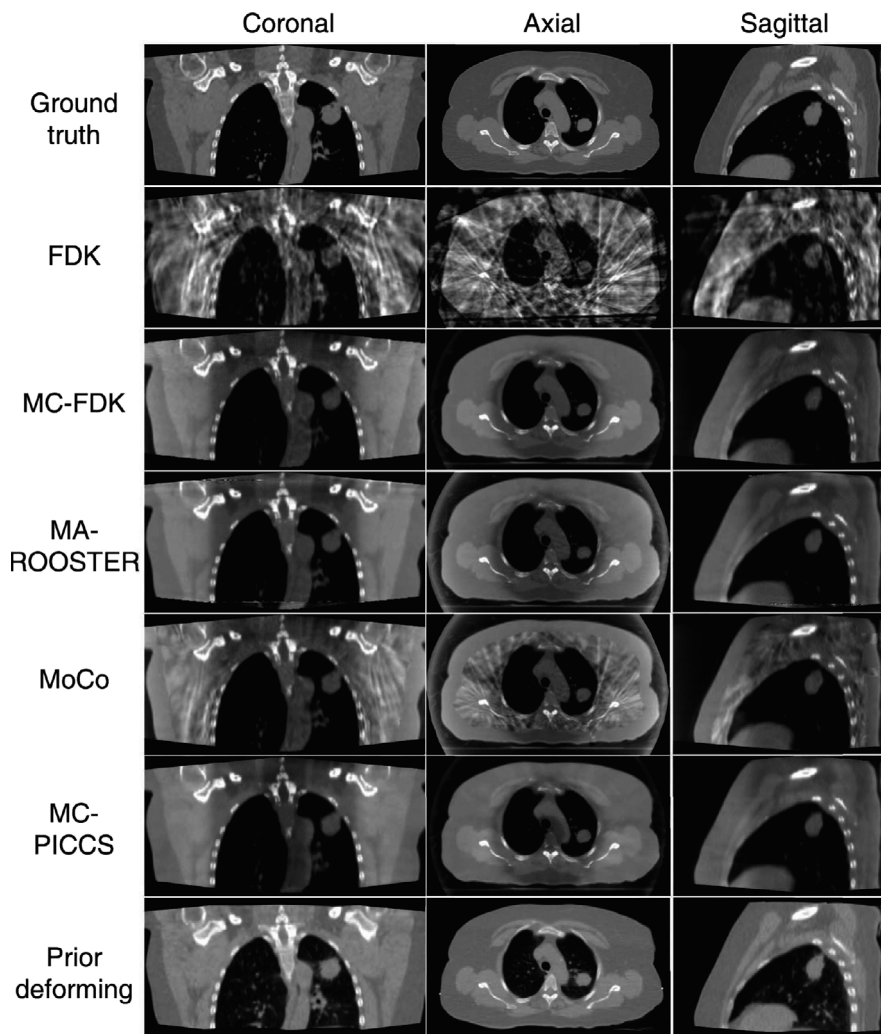 Coronal Axial Sagittal
Ground
truth
FDK
MC-FDK
MA-
ROOSTER
MoCo
MC-
PICCS
Prior
deforming